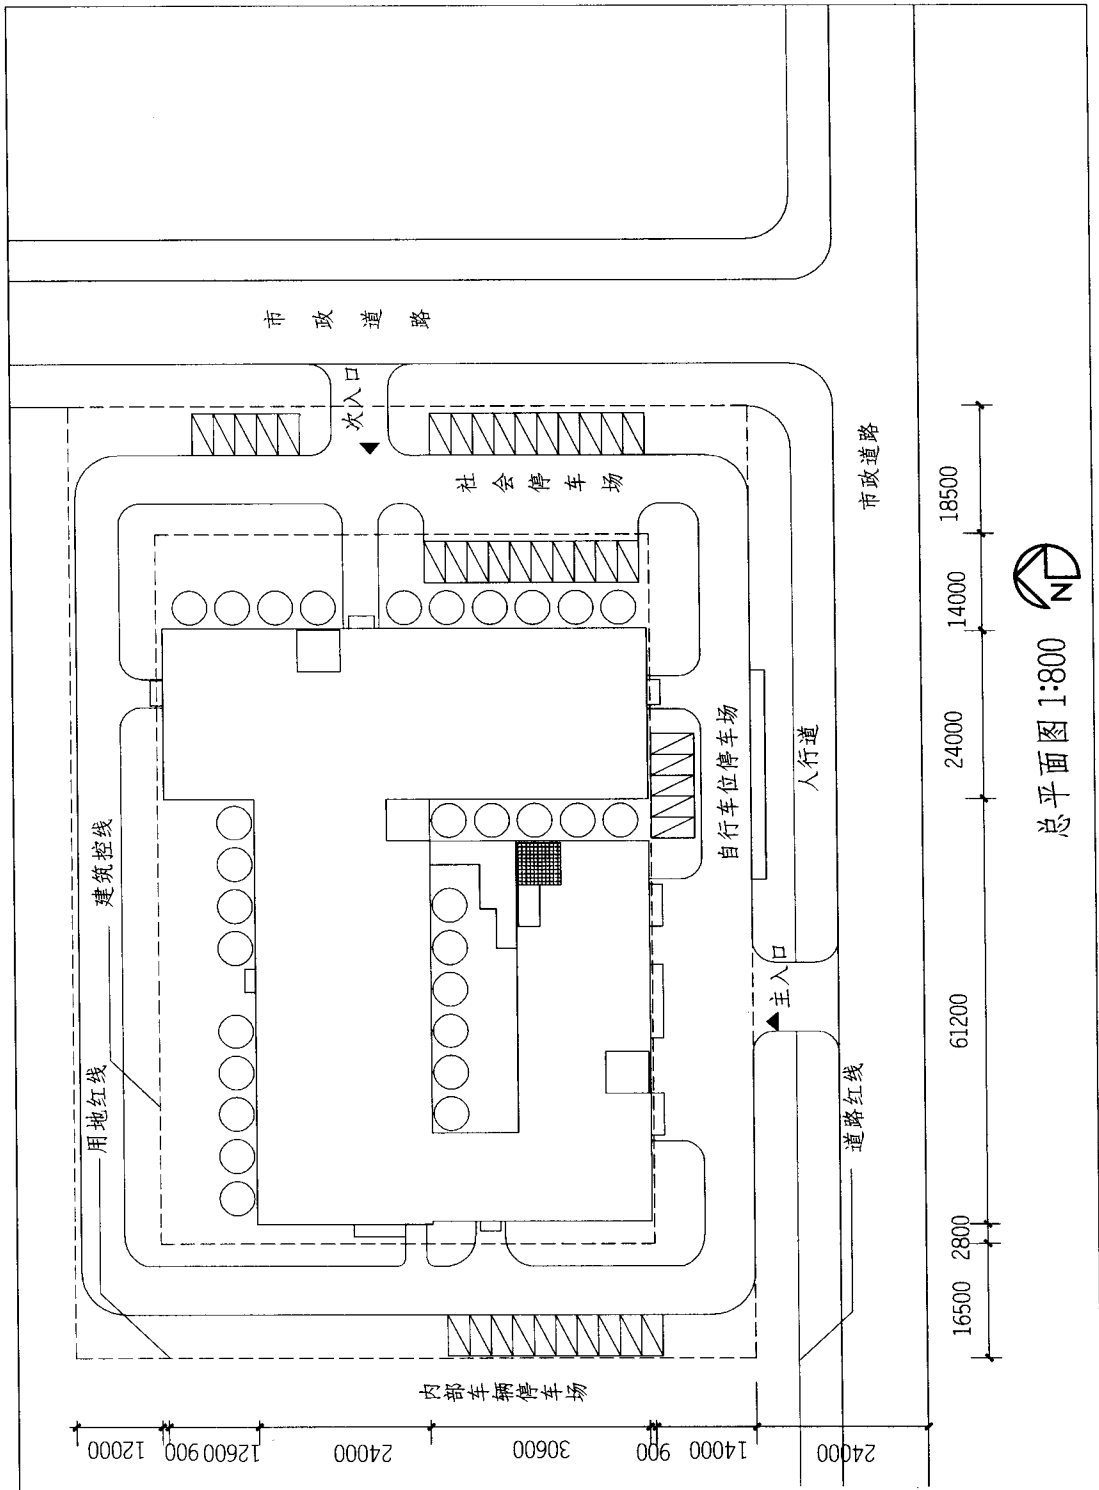 市政道路
次入口
社会停车场
市政道路
自行车位停车场
人行道
建筑控线
主入口
用地红线
道路红线
内部车辆停车场
18500
14000
24000
61200
2800
16500
12000
900
12600
24000
30600
900
14000
24000
N
总平面图 1:800